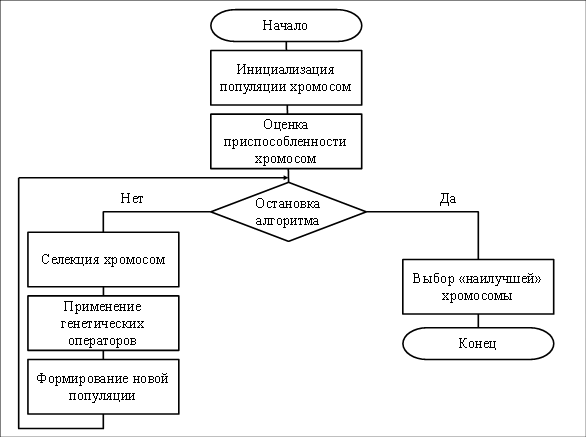 Начало
Инициализация
популяции хромосом
Оценка
приспособленности
хромосом
Остановка
алгоритма
Нет
Да
Селекция хромосом
Применение
генетических
операторов
Формирование новой
популяции
Выбор «наилучшей»
хромосомы
Конец